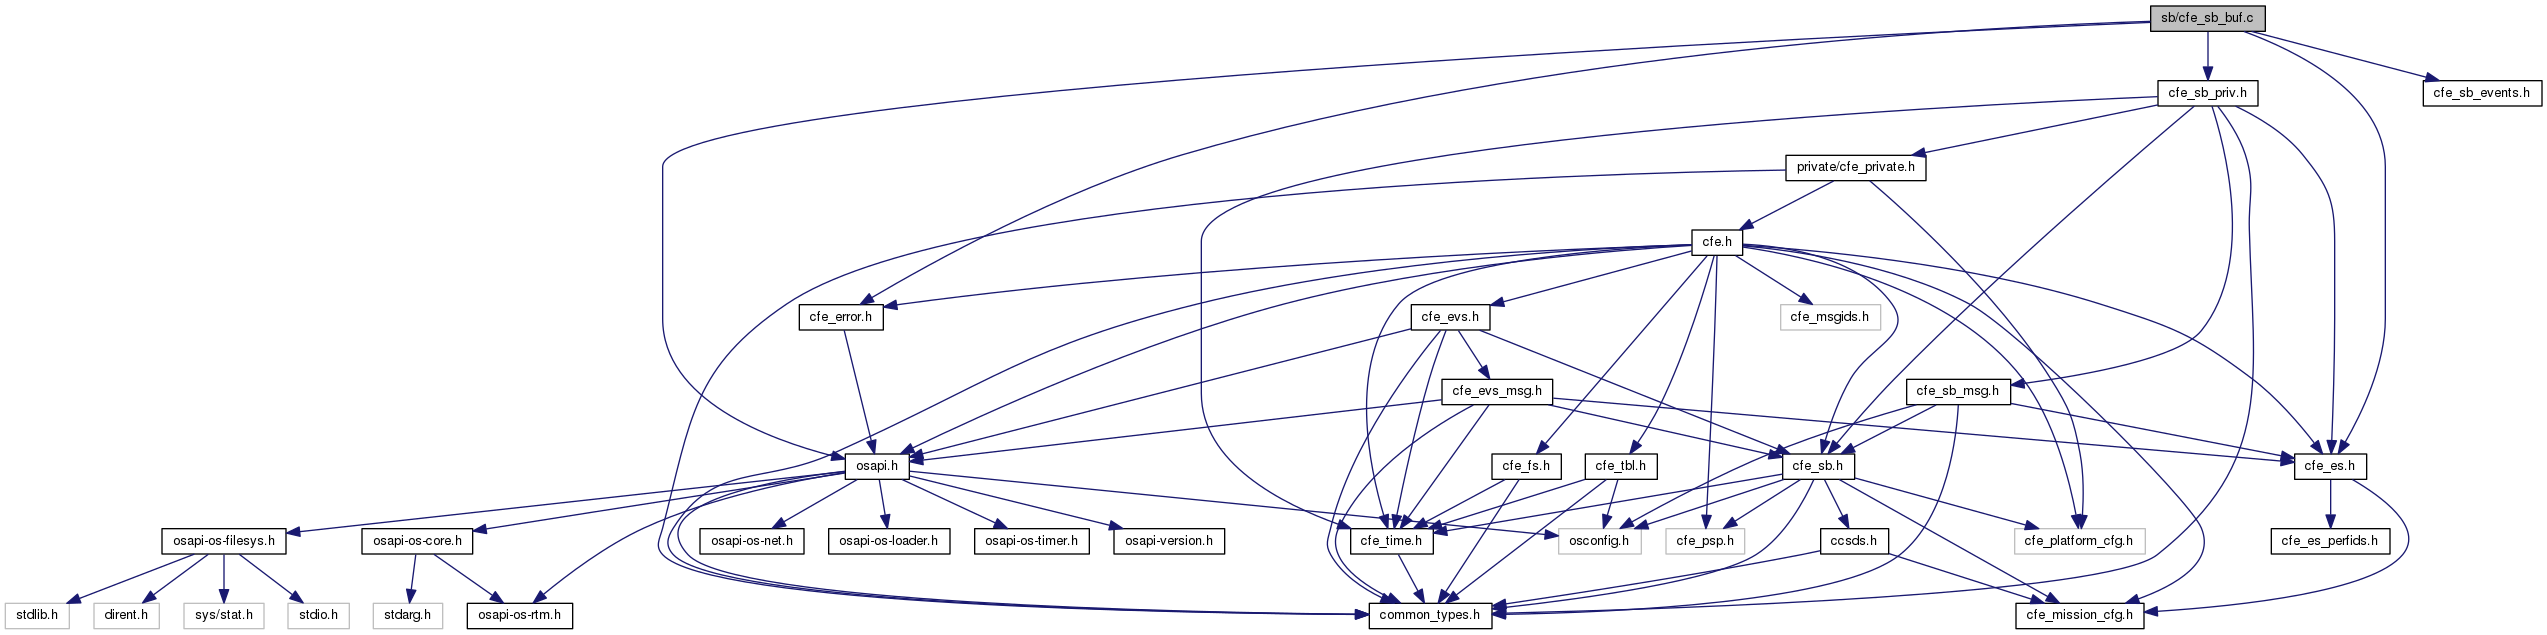 sb/cfe_sb_buf.c
cfe_sb_priv.h
cfe_sb_events.h
private/cfe_private.h
cfe.h
cfe_error.h
cfe_evs.h
cfe_msgids.h
cfe_evs_msg.h
cfe_sb_msg.h
osapi.h
cfe_fs.h
cfe_tbl.h
cfe_sb.h
cfe_es.h
osapi-os-filesys.h
osapi-os-core.h
osapi-os-net.h
osapi-os-loader.h
osapi-os-timer.h
osapi-version.h
cfe_time.h
osconfig.h
cfe_psp.h
ccsds.h
cfe_platform_cfg.h
cfe_es_perfids.h
stdlib.h
dirent.h
sys/stat.h
stdio.h
stdarg.h
osapi-os-rtm.h
common_types.h
cfe_mission_cfg.h